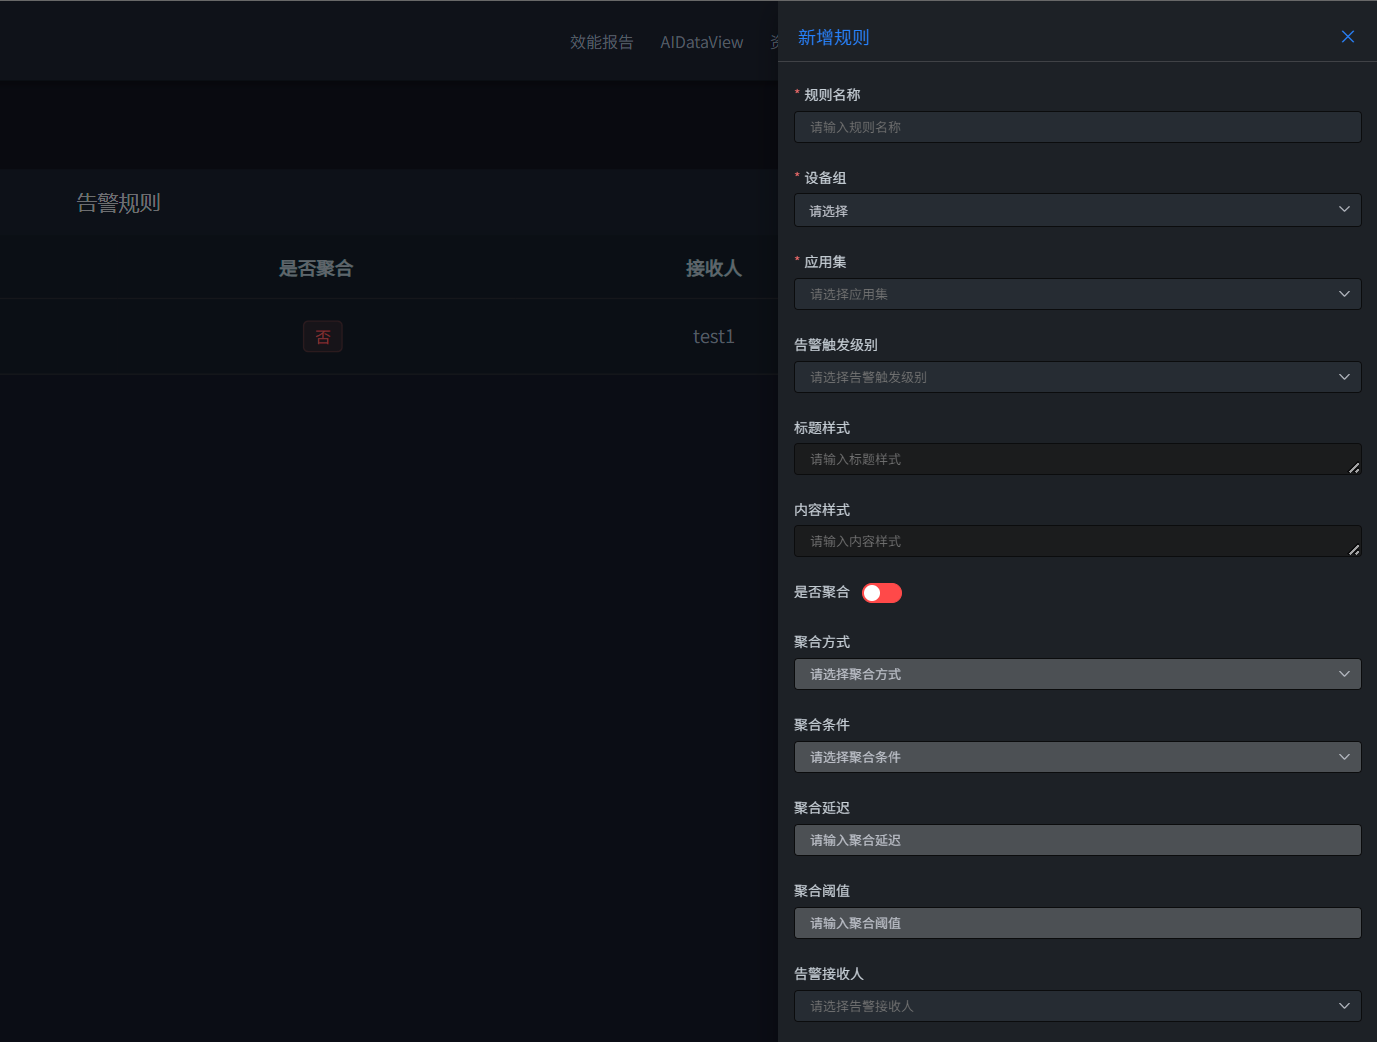 效能报告 AIDataView
告警规则
是否聚合 接收人
否 test1
新增规则
* 规则名称
请输入规则名称
* 设备组
请选择
* 应用集
请选择应用集
告警触发级别
请选择告警触发级别
标题样式
请输入标题样式
内容样式
请输入内容样式
是否聚合
聚合方式
请选择聚合方式
聚合条件
请选择聚合条件
聚合延迟
请输入聚合延迟
聚合阈值
请输入聚合阈值
告警接收人
请选择告警接收人